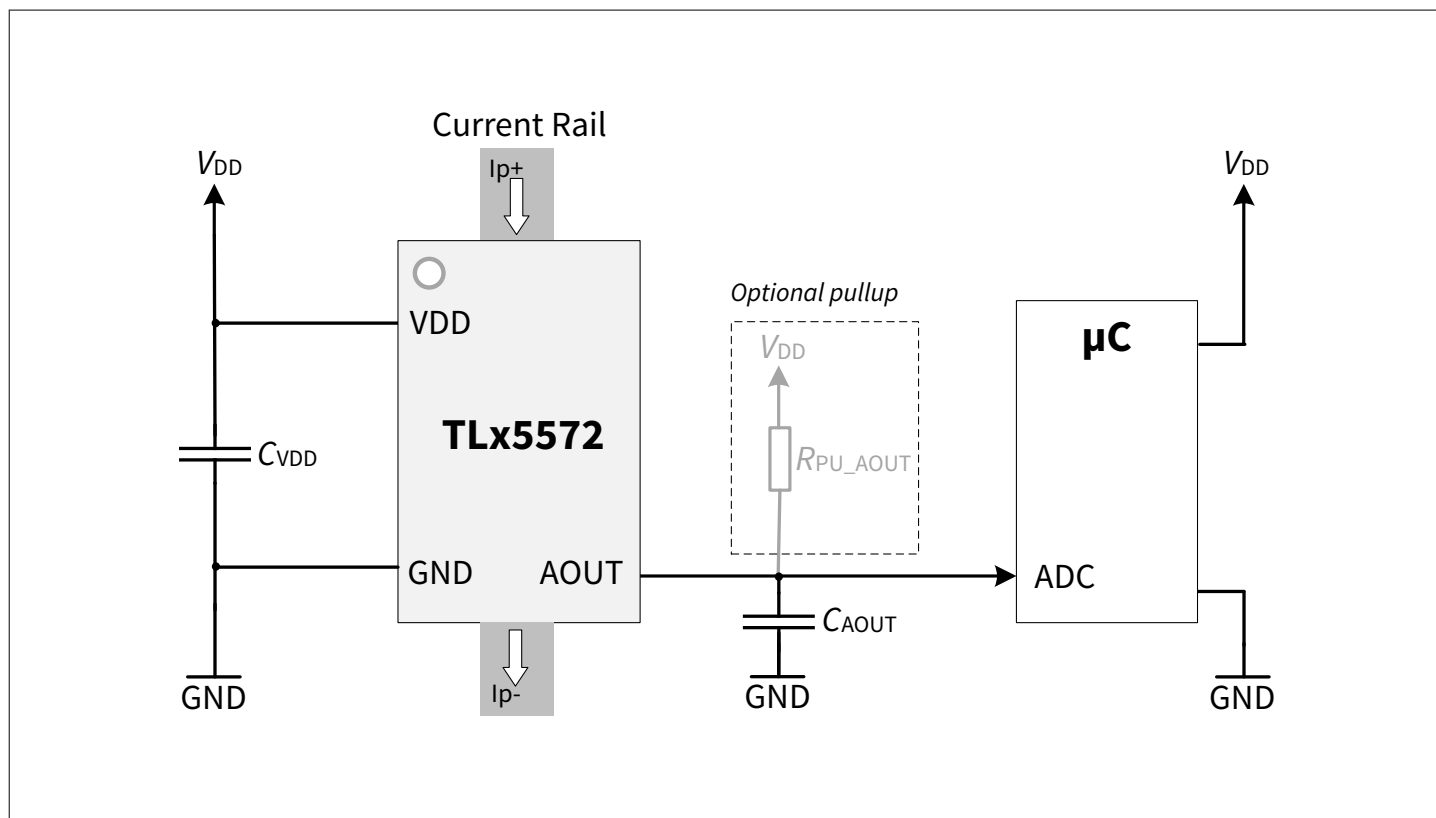 Current Rail
VDD
Ip+
VDD
Optional pullup
VDD
µC
VDD
TLx5572
CVDD
RPU_AOUT
GND
AOUT
ADC
CAOUT
GND
Ip-
GND
GND